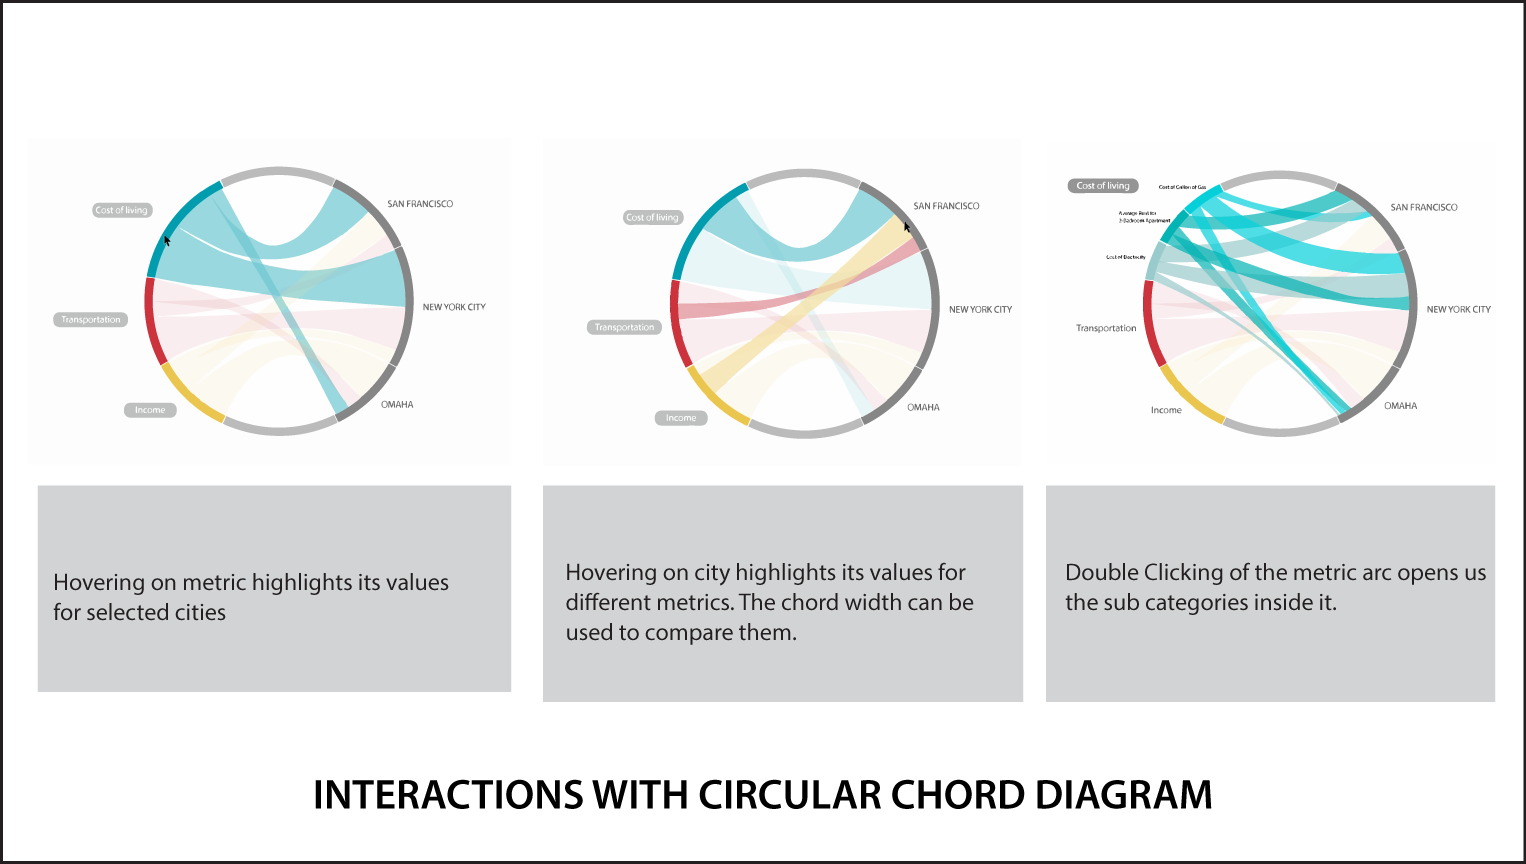 Cost of living
SAN FRANCISCO
NEW YORK CITY
Transportation
OMAHA
Income
Cost of living
SAN FRANCISCO
NEW YORK CITY
Transportation
OMAHA
Income
Cost of living
Cost of Gallon of Gas
SAN FRANCISCO
Average Rent for
2-Bedroom Apartment
Cost of Electricity
NEW YORK CITY
Transportation
OMAHA
Income
Hovering on metric highlights its values
for selected cities
Hovering on city highlights its values for
different metrics. The chord width can be
used to compare them.
Double Clicking of the metric arc opens us
the sub categories inside it.
INTERACTIONS WITH CIRCULAR CHORD DIAGRAM